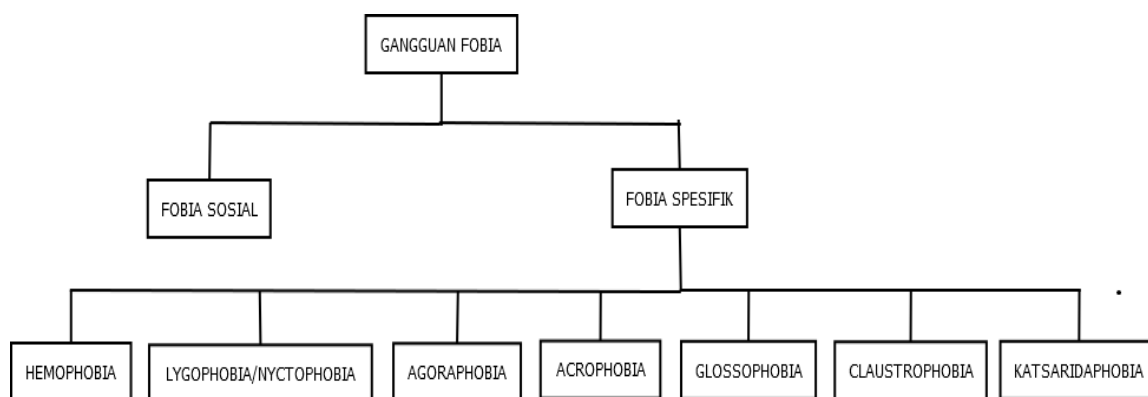 GANGGUAN FOBIA
FOBIA SOSIAL
FOBIA SPESIFIK
HEMOPHOBIA
LYGOPHOBIA/NYCTOPHOBIA
AGORAPHOBIA
ACROPHOBIA
GLOSSOPHOBIA
CLAUSTROPHOBIA
KATSARIDAPHOBIA